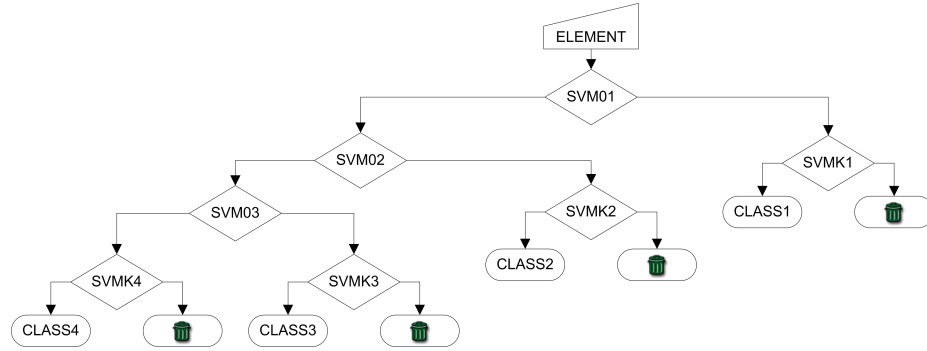 ELEMENT
SVM01
SVM02
SVMK1
SVM03
SVMK2
CLASS1
SVMK4
SVMK3
CLASS2
CLASS4
CLASS3